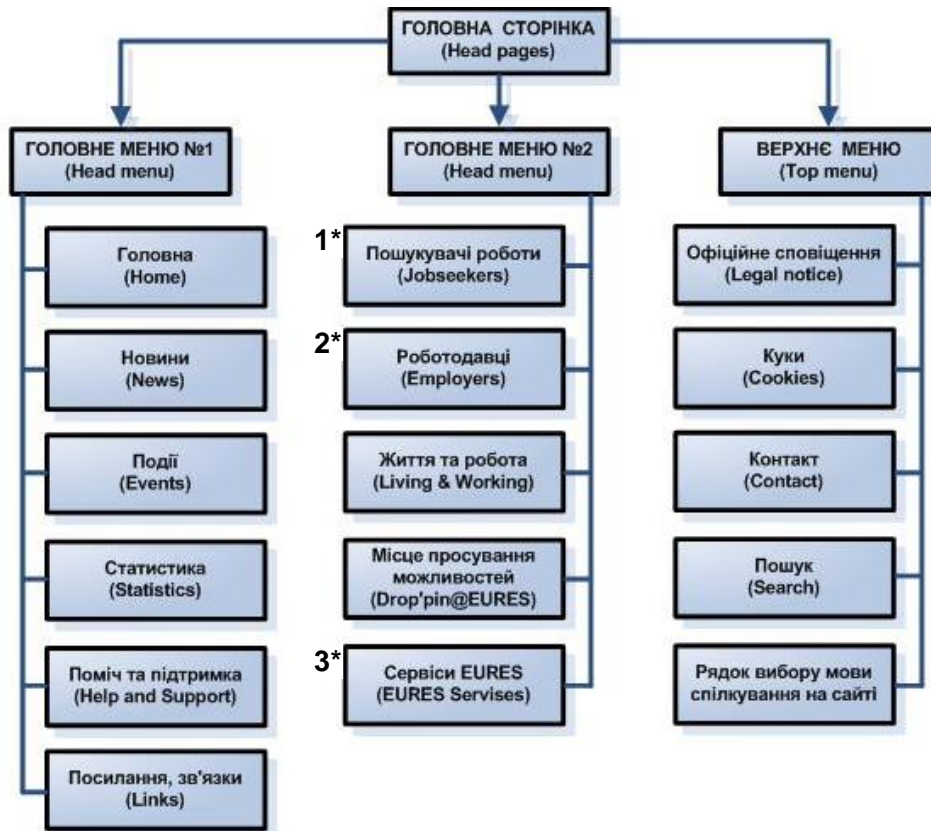 ГОЛОВНА СТОРІНКА
(Head pages)
ГОЛОВНЕ МЕНЮ №1
(Head menu)
Головна
(Home)
Новини
(News)
Події
(Events)
Статистика
(Statistics)
Поміч та підтримка
(Help and Support)
Посилання, зв'язки
(Links)
ГОЛОВНЕ МЕНЮ №2
(Head menu)
1*
Пошукувачі роботи
(Jobseekers)
2*
Роботодавці
(Employers)
Життя та робота
(Living & Working)
Місце просування
можливостей
(Drop'pin@EURES)
3*
Сервіси EURES
(EURES Servises)
ВЕРХНЄ МЕНЮ
(Top menu)
Офіційне сповіщення
(Legal notice)
Куки
(Cookies)
Контакт
(Contact)
Пошук
(Search)
Рядок вибору мови
спілкування на сайті